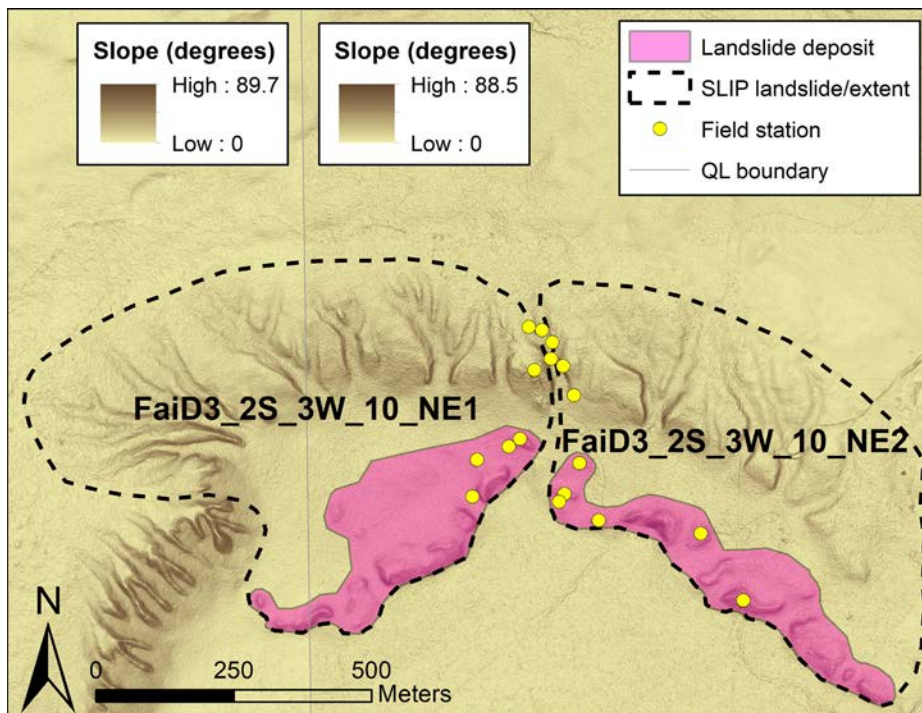 Slope (degrees)
High : 89.7
Low : 0
Slope (degrees)
High : 88.5
Low : 0
Landslide deposit
SLIP landslide/extent
Field station
QL boundary
FaiD3_2S_3W_10_NE1
FaiD3_2S_3W_10_NE2
N
0 250 500
Meters